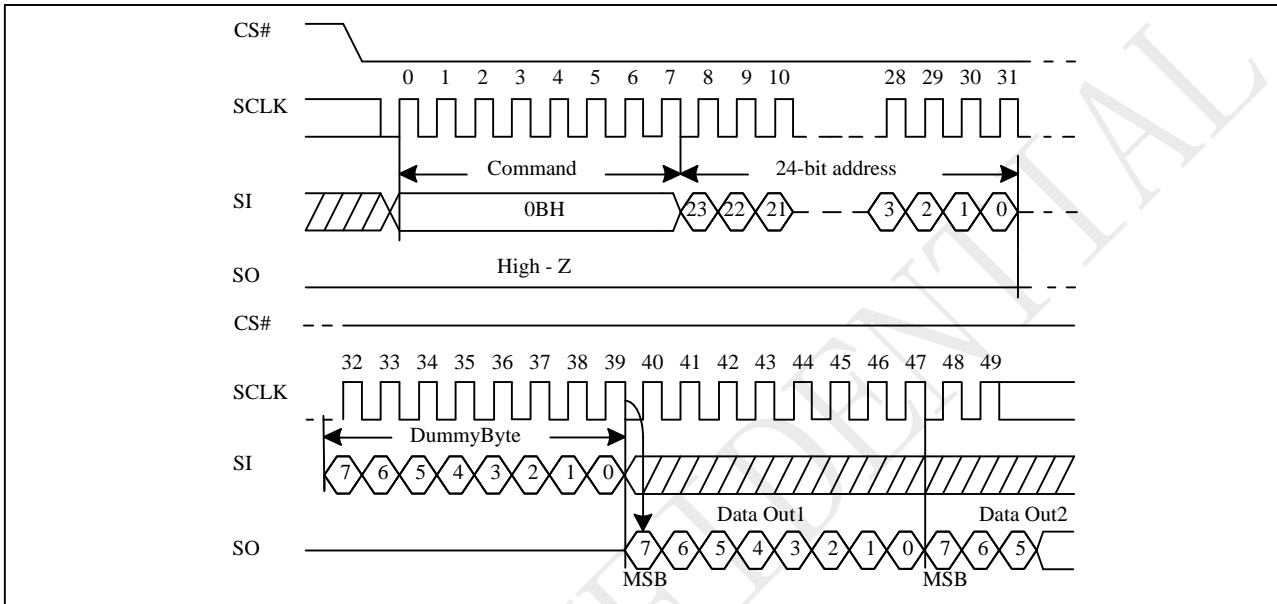 CS#
0 1 2 3 4 5 6 7 8 9 10 28 29 30 31
SCLK
Command 24-bit address
SI 0BH 23 22 21 3 2 1 0
High - Z
SO
CS#
32 33 34 35 36 37 38 39 40 41 42 43 44 45 46 47 48 49
SCLK
DummyByte
SI 7 6 5 4 3 2 1 0
Data Out1 Data Out2
SO 7 6 5 4 3 2 1 0 7 6 5
MSB MSB